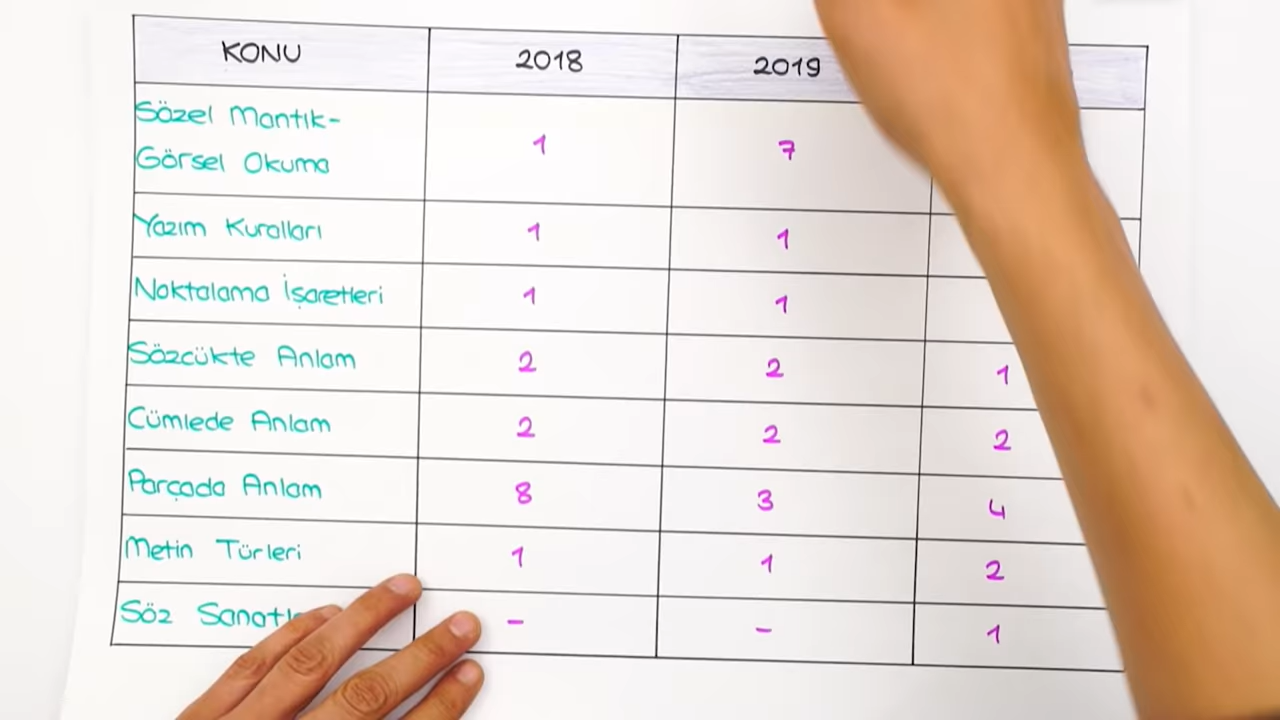 KONU 2018 2019
Sözel Mantık-
Görsel Okuma 1 7
Yazım Kuralları 1 1
Noktalama İşaretleri 1 1
Sözcükte Anlam 2 2 1
Cümlede Anlam 2 2 2
Parçada Anlam 8 3 4
Metin Türleri 1 1 2
Söz - - 1